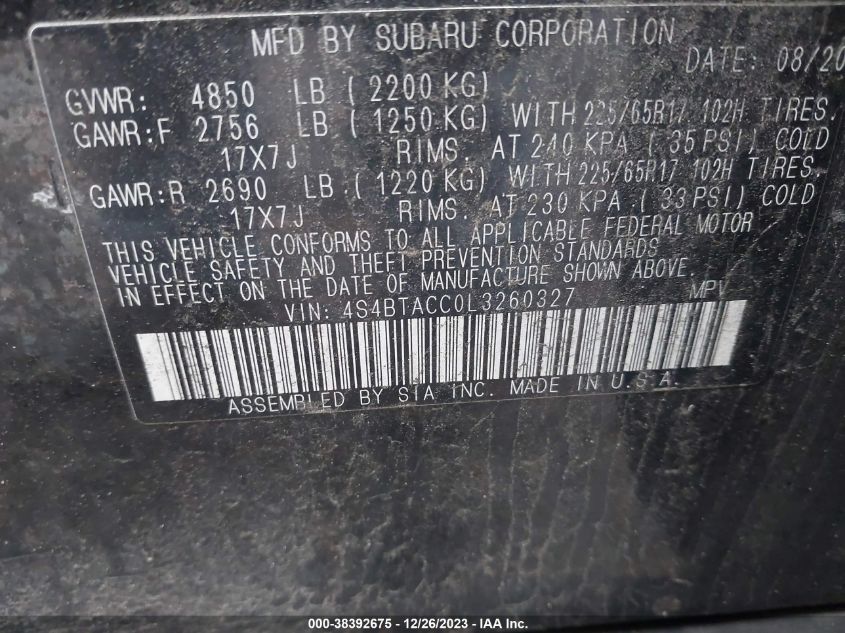 MFD BY SUBARU CORPORATION
DATE: 08/20
GVWR: 4850 LB ( 2200 KG)
GAWR:F 2756 LB ( 1250 KG) WITH 225/65R17 102H TIRES,
17X7J RIMS. AT 240 KPA ( 35 PSI) COLD
GAWR:R 2690 LB ( 1220 KG) WITH 225/65R17 102H TIRES,
17X7J RIMS. AT 230 KPA ( 33 PSI) COLD
THIS VEHICLE CONFORMS TO ALL APPLICABLE FEDERAL MOTOR
VEHICLE SAFETY AND THEFT PREVENTION STANDARDS
IN EFFECT ON THE DATE OF MANUFACTURE SHOWN ABOVE.
VIN: 4S4BTACC0L3260327 MPV
ASSEMBLED BY SIA INC. MADE IN U.S.A.
000-38392675 - 12/26/2023 - IAA Inc.